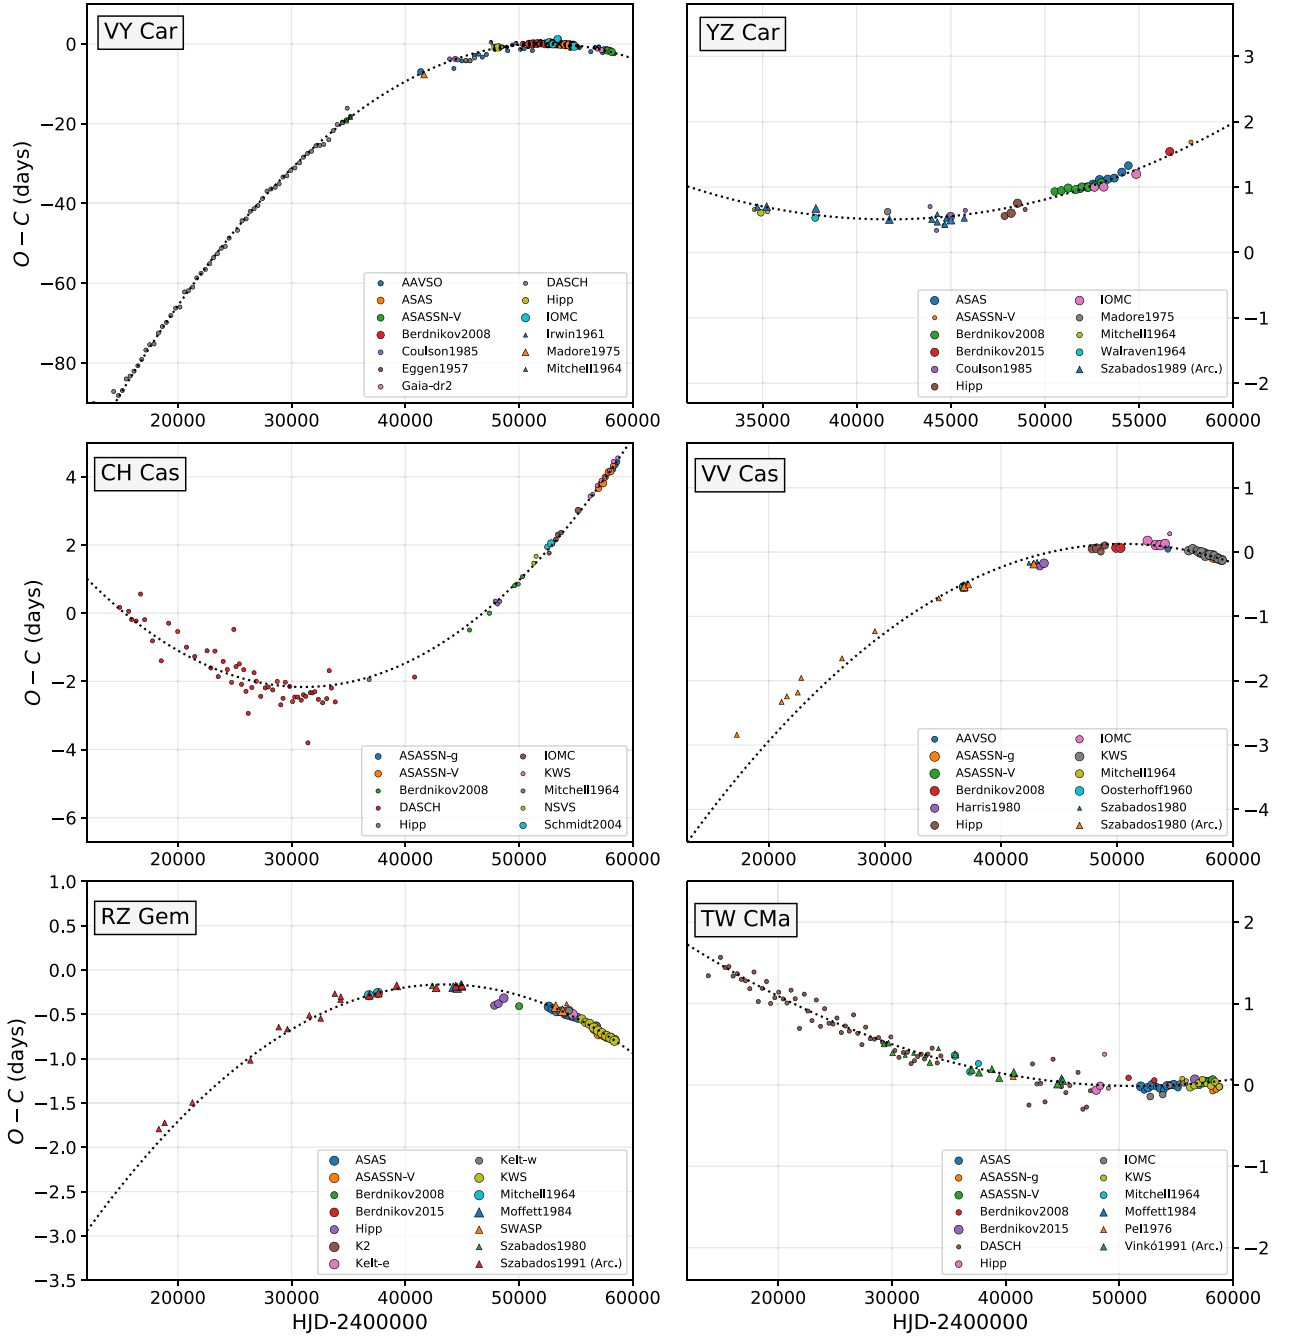 VY Car
0
−20
−40
−60
−80
O − C (days)
20000 30000 40000 50000 60000
AAVSO
ASAS
ASASSN-V
Berdnikov2008
Coulson1985
Eggen1957
Gaia-dr2
DASCH
Hipp
IOMC
Irwin1961
Madore1975
Mitchell1964
YZ Car
3
2
1
0
−1
−2
35000 40000 45000 50000 55000 60000
ASAS
ASASSN-V
Berdnikov2008
Berdnikov2015
Coulson1985
Hipp
IOMC
Madore1975
Mitchell1964
Walraven1964
Szabados1989 (Arc.)
CH Cas
4
2
0
−2
−4
−6
O − C (days)
20000 30000 40000 50000 60000
ASASSN-g
ASASSN-V
Berdnikov2008
DASCH
Hipp
IOMC
KWS
Mitchell1964
NSVS
Schmidt2004
VV Cas
1
0
−1
−2
−3
−4
20000 30000 40000 50000 60000
AAVSO
ASASSN-g
ASASSN-V
Berdnikov2008
Harris1980
Hipp
IOMC
KWS
Mitchell1964
Oosterhoff1960
Szabados1980
Szabados1980 (Arc.)
RZ Gem
1.0
0.5
0.0
−0.5
−1.0
−1.5
−2.0
−2.5
−3.0
−3.5
O − C (days)
20000 30000 40000 50000 60000
HJD-2400000
ASAS
ASASSN-V
Berdnikov2008
Berdnikov2015
Hipp
K2
Kelt-e
Kelt-w
KWS
Mitchell1964
Moffett1984
SWASP
Szabados1980
Szabados1991 (Arc.)
TW CMa
2
1
0
−1
−2
20000 30000 40000 50000 60000
HJD-2400000
ASAS
ASASSN-g
ASASSN-V
Berdnikov2008
Berdnikov2015
DASCH
Hipp
IOMC
KWS
Mitchell1964
Moffett1984
Pel1976
Vinkó1991 (Arc.)